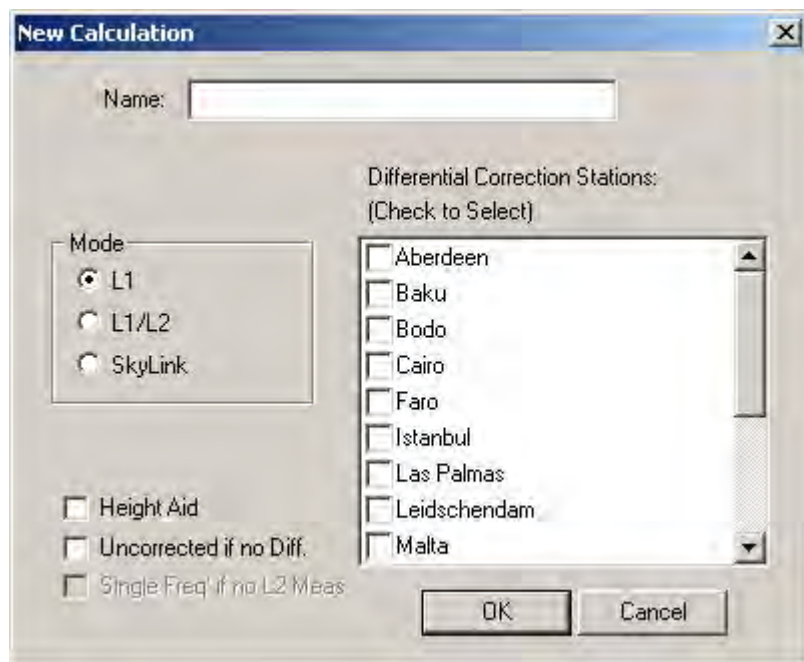 New Calculation
Name:
Differential Correction Stations:
(Check to Select)
Mode
L1
L1/L2
SkyLink
Aberdeen
Baku
Bodo
Cairo
Faro
Istanbul
Las Palmas
Leidschendam
Malta
Height Aid
Uncorrected if no Diff.
Single Freq' if no L2 Meas
OK
Cancel